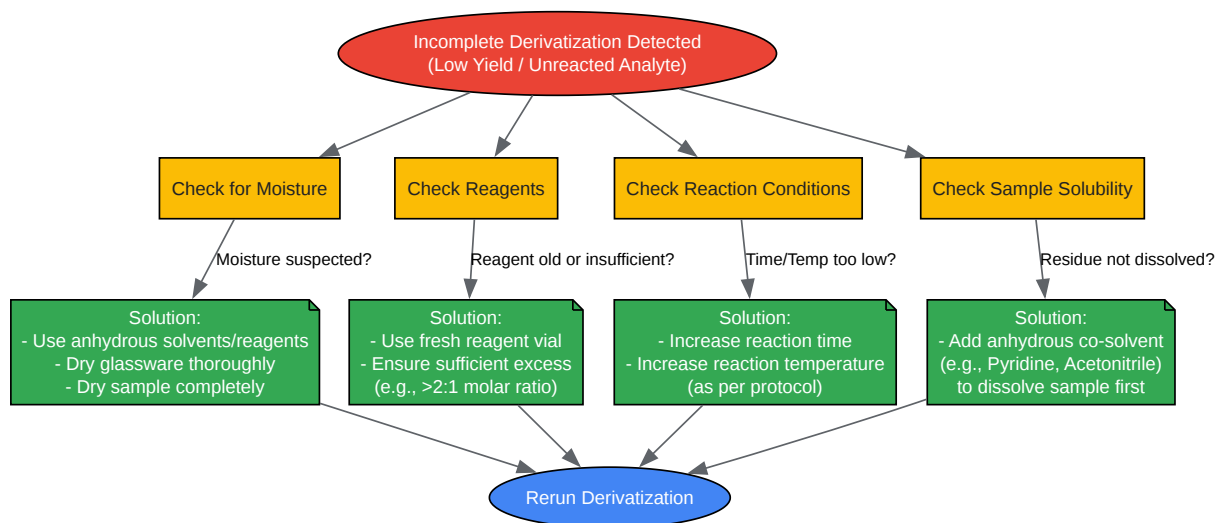 Incomplete Derivatization Detected
(Low Yield / Unreacted Analyte)
Check for Moisture
Check Reagents
Check Reaction Conditions
Check Sample Solubility
Moisture suspected?
Reagent old or insufficient?
Time/Temp too low?
Residue not dissolved?
Solution:
- Use anhydrous solvents/reagents
- Dry glassware thoroughly
- Dry sample completely
Solution:
- Use fresh reagent vial
- Ensure sufficient excess
(e.g., >2:1 molar ratio)
Solution:
- Increase reaction time
- Increase reaction temperature
(as per protocol)
Solution:
- Add anhydrous co-solvent
(e.g., Pyridine, Acetonitrile)
to dissolve sample first
Rerun Derivatization